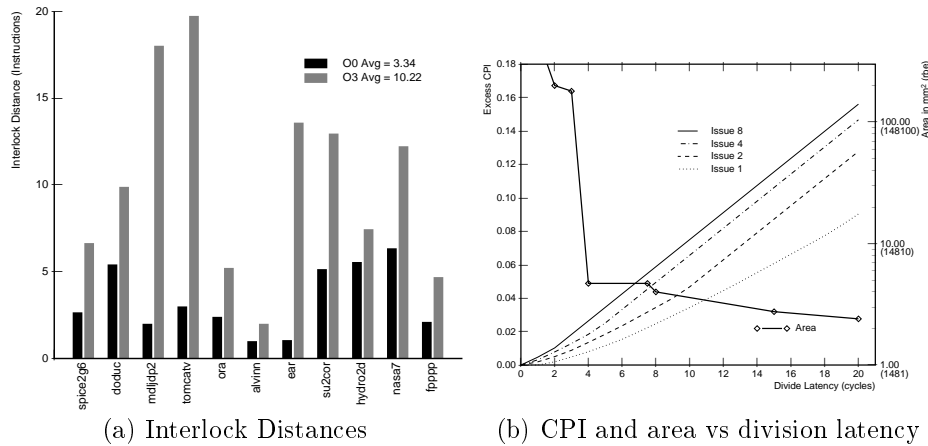 Interlock Distance (Instructions)
20
15
10
5
0
O0 Avg = 3.34
O3 Avg = 10.22
spice2g6
doduc
mdljdp2
tomcatv
ora
alvinn
ear
su2cor
hydro2d
nasa7
fpppp
(a) Interlock Distances
Excess CPI
0.18
0.16
0.14
0.12
0.10
0.08
0.06
0.04
0.02
0.00
Issue 8
Issue 4
Issue 2
Issue 1
Area
Area in mm² (rbe)
100.00
(148100)
10.00
(14810)
1.00
(1481)
0 2 4 6 8 10 12 14 16 18 20
Divide Latency (cycles)
(b) CPI and area vs division latency